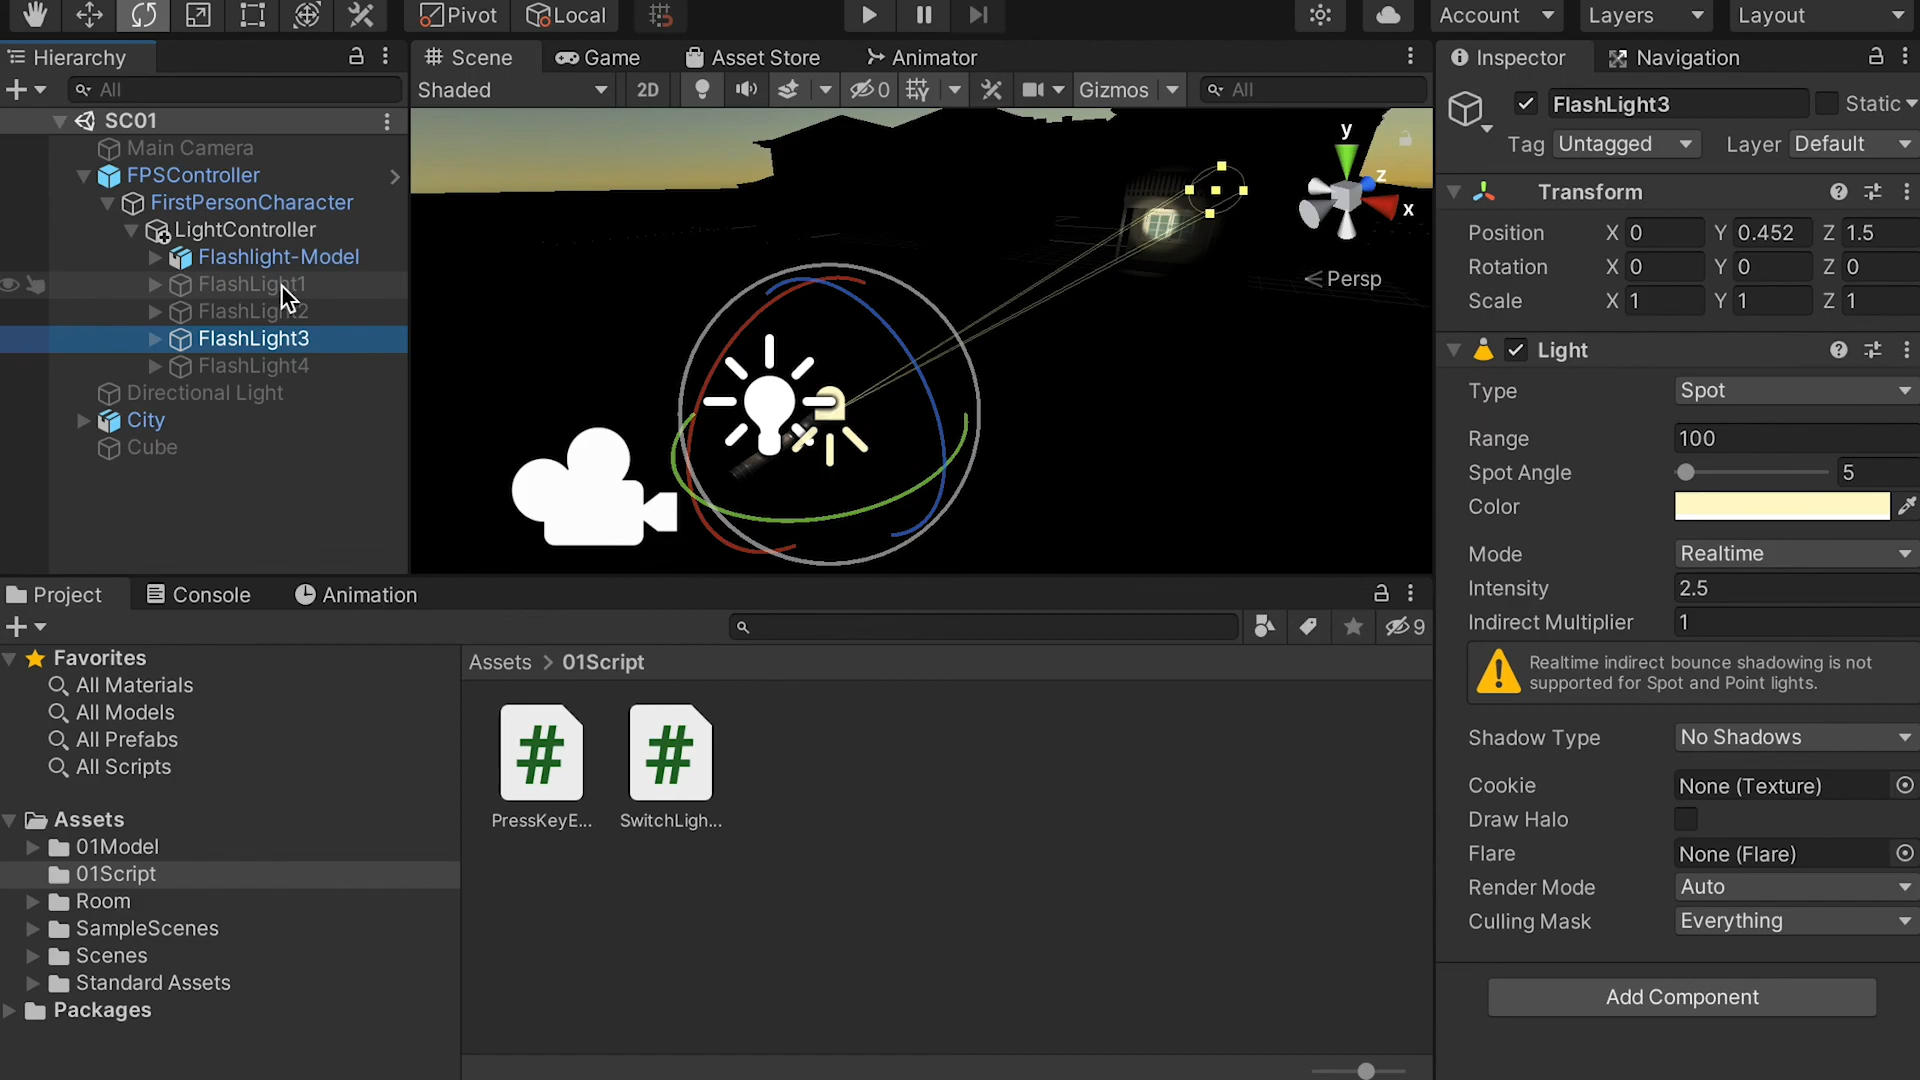 Pivot Local Account Layers Layout
Hierarchy
All
SC01
Main Camera
FPSController
FirstPersonCharacter
LightController
Flashlight-Model
FlashLight1
FlashLight2
FlashLight3
FlashLight4
Directional Light
City
Cube
Scene Game Asset Store Animator
Shaded 2D 0 Gizmos All
y
z
x
Persp
Inspector Navigation
FlashLight3 Static
Tag Untagged Layer Default
Transform
Position X 0 Y 0.452 Z 1.5
Rotation X 0 Y 0 Z 0
Scale X 1 Y 1 Z 1
Light
Type Spot
Range 100
Spot Angle 5
Color
Mode Realtime
Intensity 2.5
Indirect Multiplier 1
Realtime indirect bounce shadowing is not
supported for Spot and Point lights.
Shadow Type No Shadows
Cookie None (Texture)
Draw Halo
Flare None (Flare)
Render Mode Auto
Culling Mask Everything
Add Component
Project Console Animation
9
Favorites
All Materials
All Models
All Prefabs
All Scripts
Assets
01Model
01Script
Room
SampleScenes
Scenes
Standard Assets
Packages
Assets > 01Script
# #
PressKeyE... SwitchLigh...